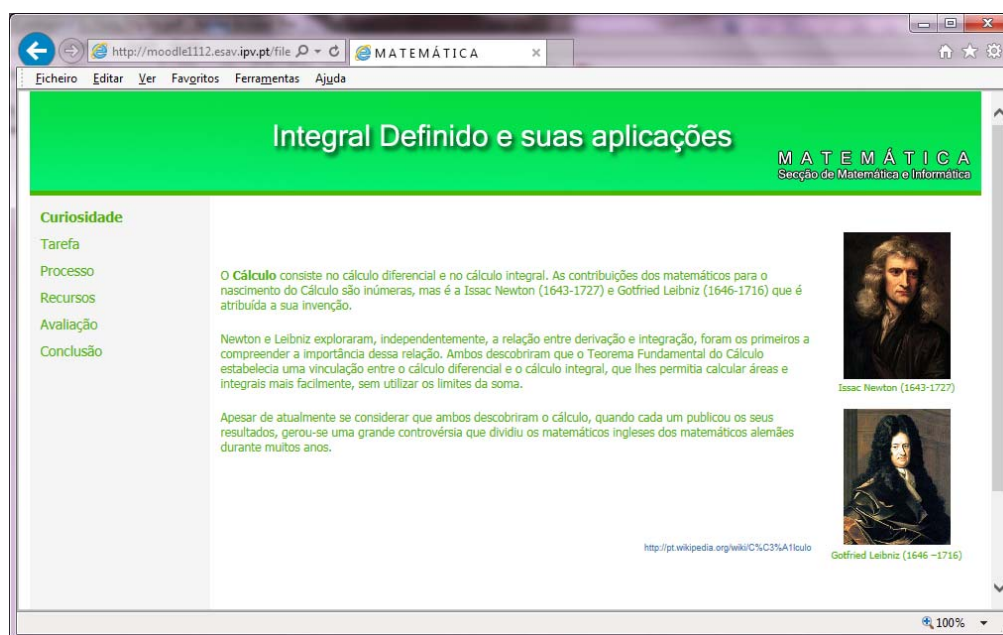 http://moodle1112.esav.ipv.pt/file
MATEMÁTICA
Ficheiro Editar Ver Favoritos Ferramentas Ajuda
Integral Definido e suas aplicações
MATEMÁTICA
Secção de Matemática e Informática
Curiosidade
Tarefa
Processo
Recursos
Avaliação
Conclusão
O Cálculo consiste no cálculo diferencial e no cálculo integral. As contribuições dos matemáticos para o
nascimento do Cálculo são inúmeras, mas é a Issac Newton (1643-1727) e Gotfried Leibniz (1646-1716) que é
atribuída a sua invenção.
Newton e Leibniz exploraram, independentemente, a relação entre derivação e integração, foram os primeiros a
compreender a importância dessa relação. Ambos descobriram que o Teorema Fundamental do Cálculo
estabelecia uma vinculação entre o cálculo diferencial e o cálculo integral, que lhes permitia calcular áreas e
integrais mais facilmente, sem utilizar os limites da soma.
Apesar de atualmente se considerar que ambos descobriram o cálculo, quando cada um publicou os seus
resultados, gerou-se uma grande controvérsia que dividiu os matemáticos ingleses dos matemáticos alemães
durante muitos anos.
http://pt.wikipedia.org/wiki/C%C3%A1lculo
Issac Newton (1643-1727)
Gotfried Leibniz (1646 –1716)
100%